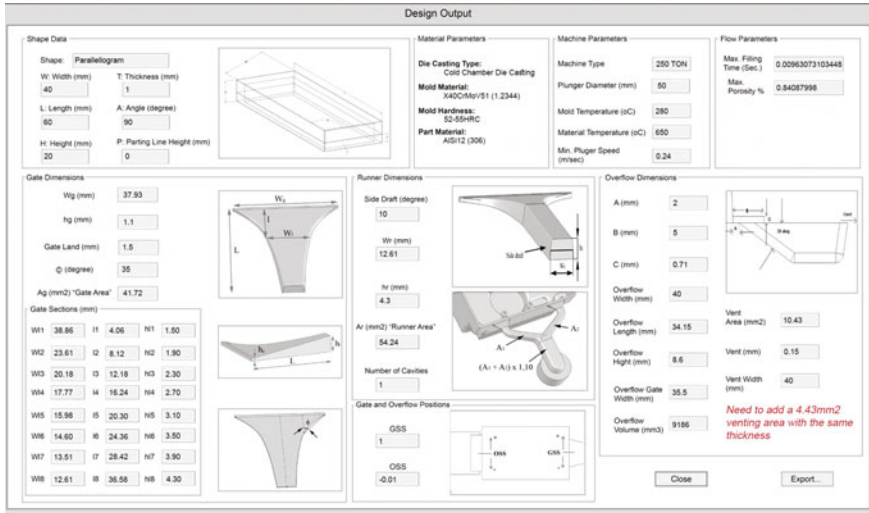 Design Output
Shape Data
Shape: Parallellogram
W: Width (mm) T: Thickness (mm)
40 1
L: Length (mm) A: Angle (degree)
60 90
H: Height (mm) P: Parting Line Height (mm)
20 0
Material Parameters
Die Casting Type:
Cold Chamber Die Casting
Mold Material:
X40CrMoV51 (1.2344)
Mold Hardness:
52-55HRC
Part Material:
AlSi12 (306)
Machine Parameters
Machine Type 250 TON
Plunger Diameter (mm) 50
Mold Temperature (oC) 280
Material Temperature (oC) 650
Min. Pluger Speed
(m/sec) 0.24
Flow Parameters
Max. Filling
Time (Sec.) 0.00963073103448
Max.
Porosity % 0.84087998
Gate Dimensions
Wg (mm) 37.93
hg (mm) 1.1
Gate Land (mm) 1.5
© (degree) 35
Ag (mm2) "Gate Area" 41.72
Gate Sections (mm)
Wl1 38.86 l1 4.06 hl1 1.50
Wl2 23.61 l2 8.12 hl2 1.90
Wl3 20.18 l3 12.18 hl3 2.30
Wl4 17.77 l4 16.24 hl4 2.70
Wl5 15.98 l5 20.30 hl5 3.10
Wl6 14.60 l6 24.36 hl6 3.50
Wl7 13.51 l7 28.42 hl7 3.90
Wl8 12.61 l8 36.58 hl8 4.30
Wg
l
L
Wl
h
L
h
θ
Runner Dimensions
Side Draft (degree)
10
Wr (mm)
12.61
hr (mm)
4.3
Ar (mm2) "Runner Area"
54.24
Number of Cavities
1
A₁
A₂
(A₁ + A₂) x 1,10
Gate and Overflow Positions
GSS
1
OSS
-0.01
OSS GSS
Overflow Dimensions
A (mm) 2
B (mm) 5
C (mm) 0.71
Overflow
Width (mm) 40
Overflow
Length (mm) 34.15
Overflow
Hight (mm) 8.6
Overflow Gate
Width (mm) 35.5
Overflow
Volume (mm3) 9186
Vent
Area (mm2) 10.43
Vent (mm) 0.15
Vent Width
(mm) 40
Need to add a 4.43mm2
venting area with the same
thickness
Close Export...